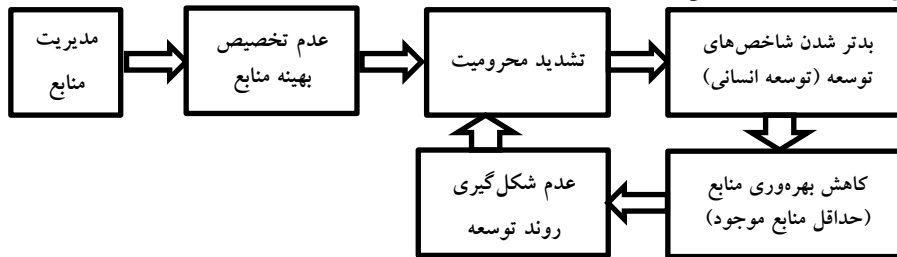 مدیریت
منابع
عدم تخصیص
بهینه منابع
تشدید محرومیت
بدتر شدن شاخص‌های
توسعه (توسعه انسانی)
کاهش بهره‌وری منابع
(حداقل منابع موجود)
عدم شکل‌گیری
روند توسعه